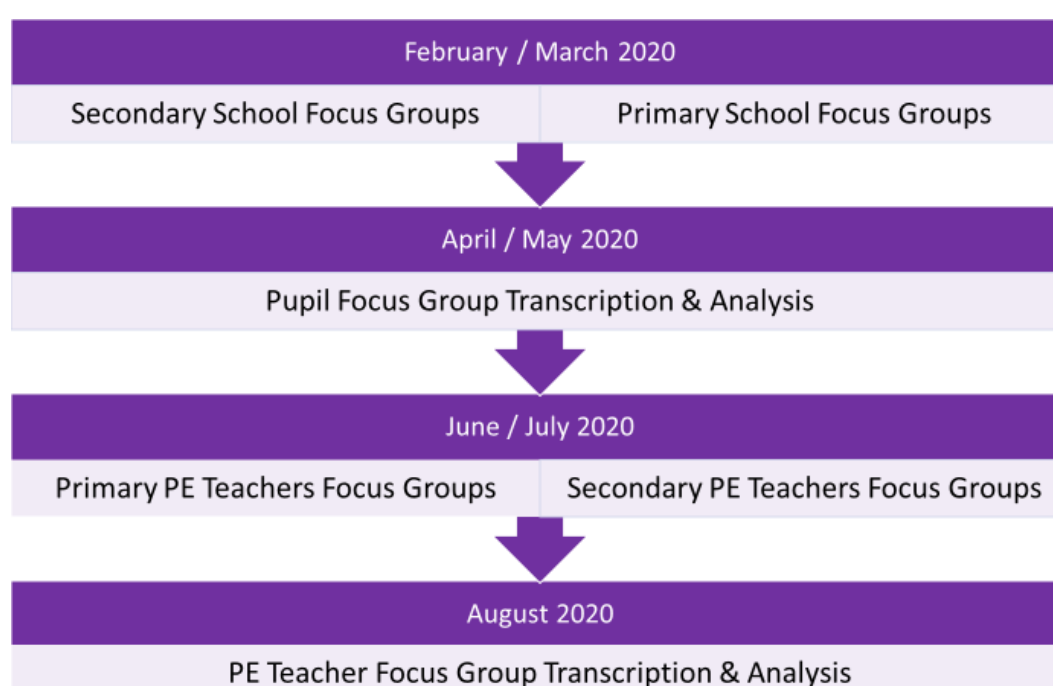 February / March 2020
Secondary School Focus Groups
Primary School Focus Groups
April / May 2020
Pupil Focus Group Transcription & Analysis
June / July 2020
Primary PE Teachers Focus Groups
Secondary PE Teachers Focus Groups
August 2020
PE Teacher Focus Group Transcription & Analysis